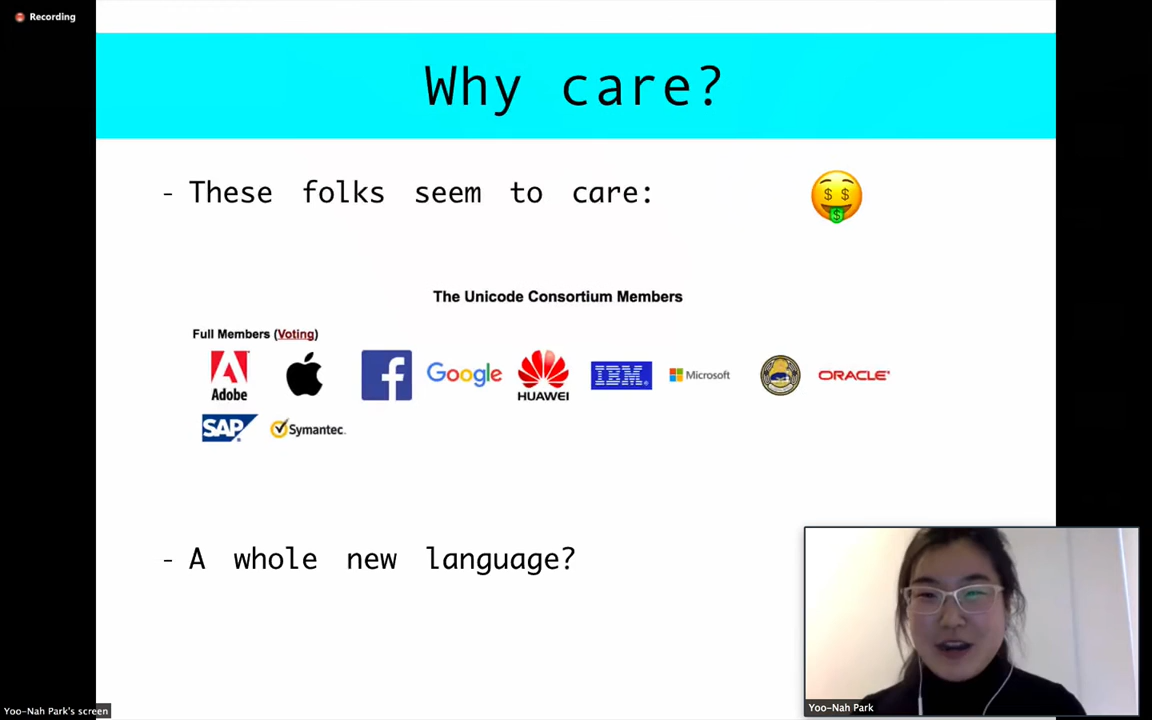 Recording
Why care?
- These folks seem to care:
The Unicode Consortium Members
Full Members (Voting)
Adobe
Google
HUAWEI
IBM
Microsoft
ORACLE
SAP
Symantec.
- A whole new language?
Yoo-Nah Park's screen
Yoo-Nah Park